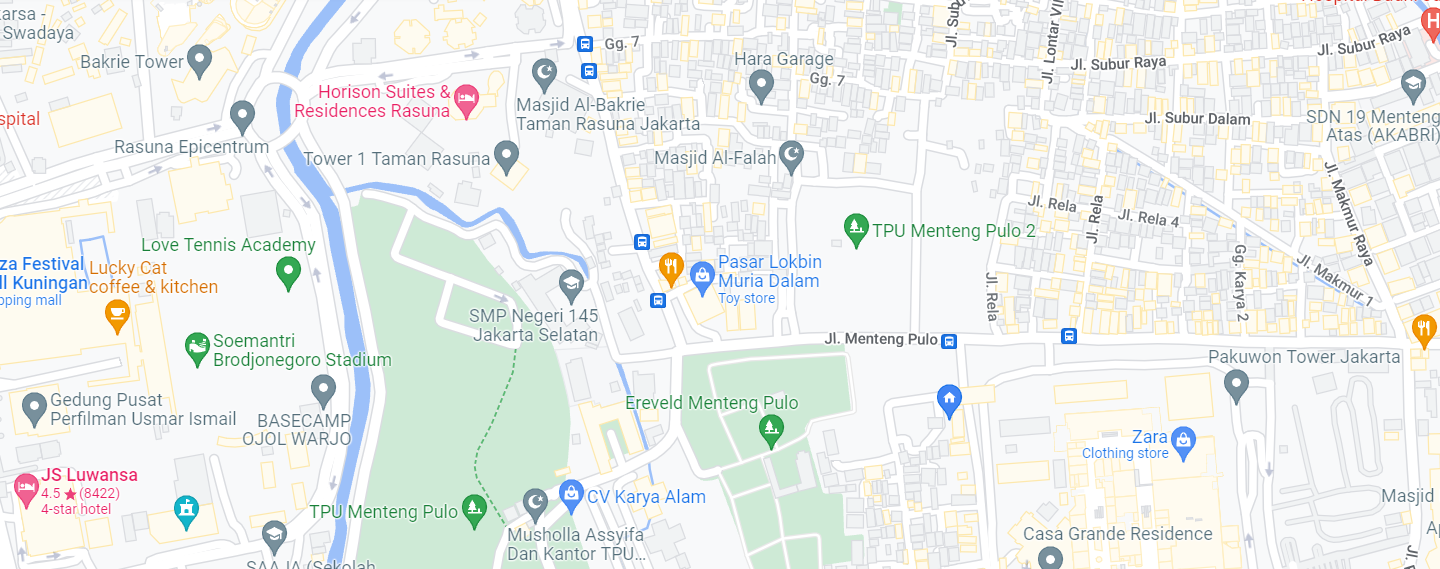 arsa -
Swadaya
Bakrie Tower
spital
Horison Suites &
Residences Rasuna
Rasuna Epicentrum
Tower 1 Taman Rasuna
Gg. 7
Masjid Al-Bakrie
Taman Rasuna Jakarta
Hara Garage
Gg. 7
Masjid Al-Falah
Jl. Sub
Jl. Lontar VII
Jl. Subur Raya
Jl. Subur Raya
Jl. Subur Dalam
H
SDN 19 Menteng
Atas (AKABRI)
Jl. Makmur Raya
Jl. Rela
Jl. Rela
Jl. Rela 4
Jl. Rela
Gg. Karya 2
Jl. Makmur 1
TPU Menteng Pulo 2
Love Tennis Academy
za Festival
ll Kuningan
pping mall
Lucky Cat
coffee & kitchen
Pasar Lokbin
Muria Dalam
Toy store
SMP Negeri 145
Jakarta Selatan
Soemantri
Brodjonegoro Stadium
Jl. Menteng Pulo
Pakuwon Tower Jakarta
Gedung Pusat
Perfilman Usmar Ismail
BASECAMP
OJOL WARJO
Ereveld Menteng Pulo
Zara
Clothing store
JS Luwansa
4.5 ★ (8422)
4-star hotel
TPU Menteng Pulo
CV Karya Alam
Musholla Assyifa
Dan Kantor TPU...
Masjid
Casa Grande Residence
Jl.